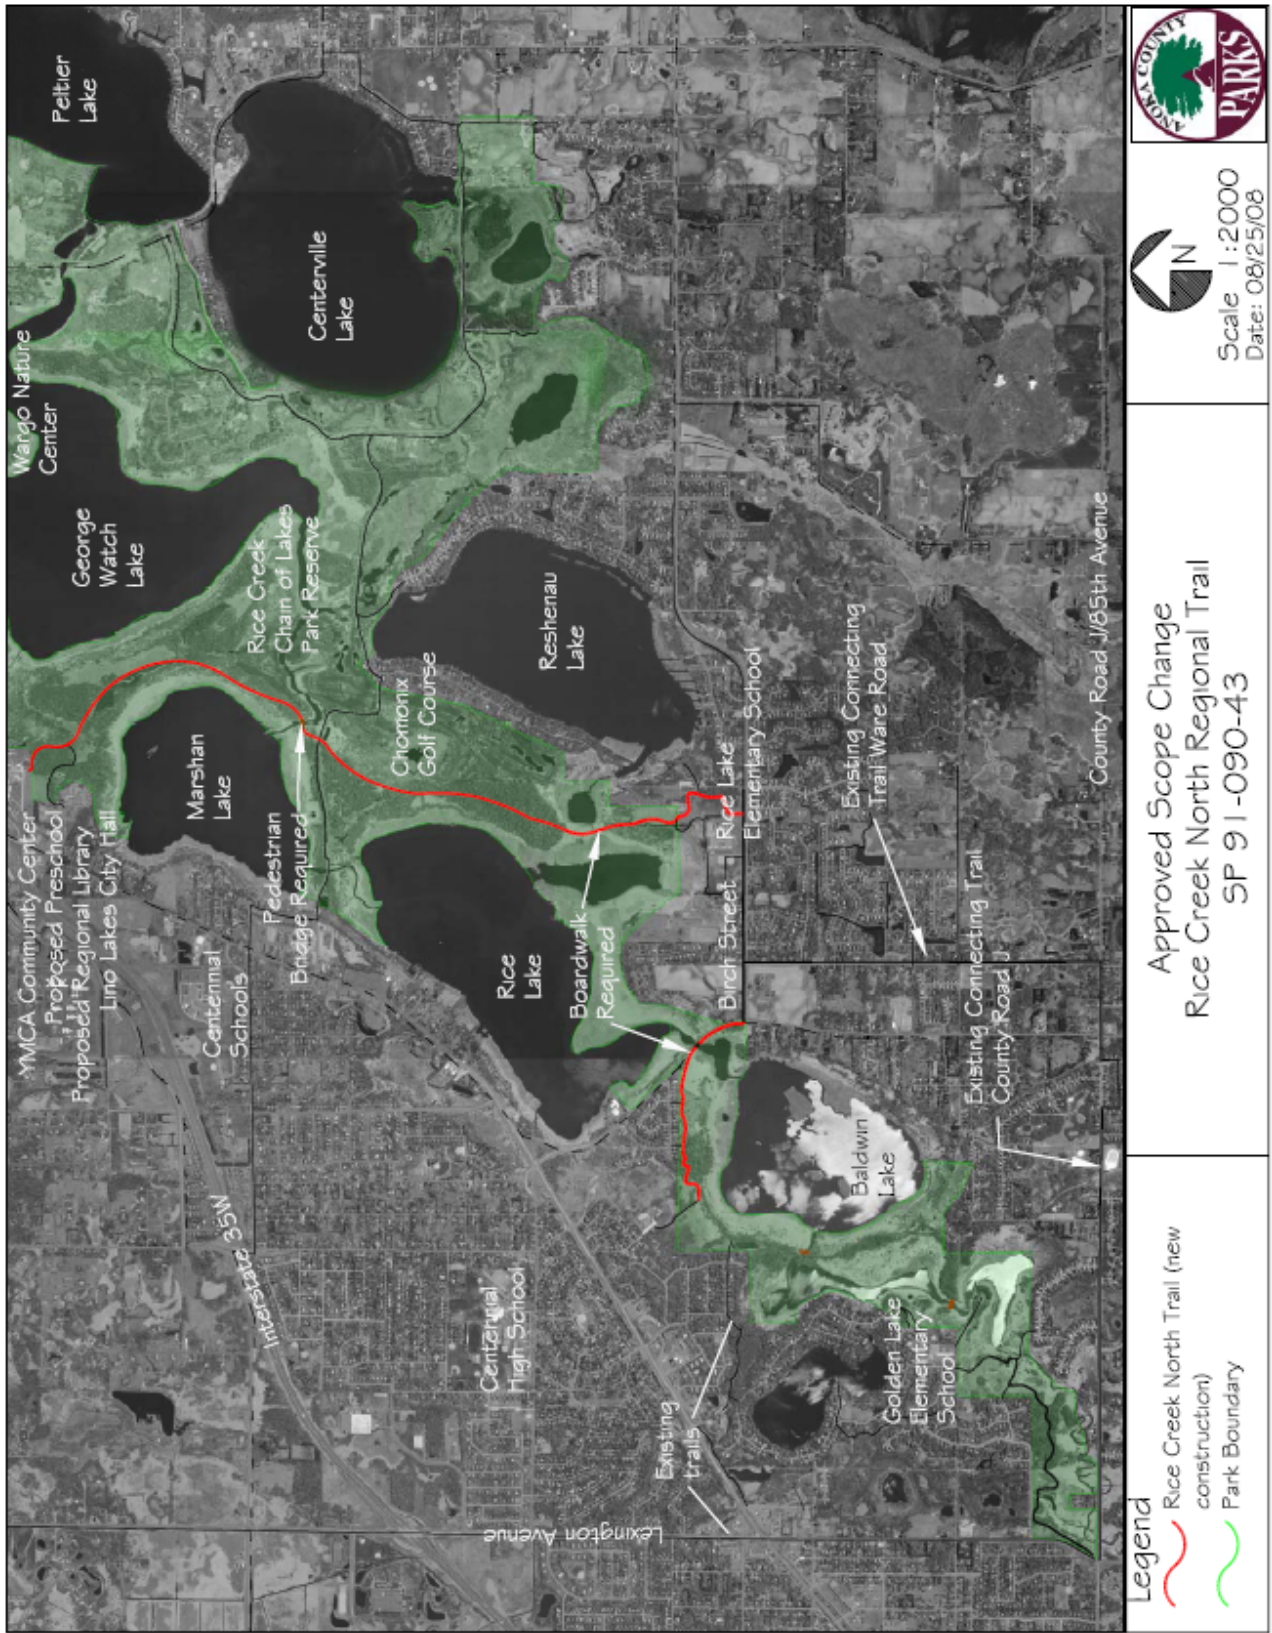 Peltier
Lake
Centerville
Lake
Wargo Nature
Center
George
Watch
Lake
Rice Creek
Chain of Lakes
Park Reserve
Reshenau
Lake
Chomonix
Golf Course
Marshan
Lake
Pedestrian
Bridge Required
YMCA Community Center
Proposed Preschool
Proposed Regional Library
Lino Lakes City Hall
Centennial
Schools
Rice
Lake
Boardwalk
Required
Birch Street
Rice Lake
Elementary School
Existing Connecting
Trail Ware Road
County Road J/85th Avenue
Existing Connecting Trail
County Road J
Baldwin
Lake
Interstate 35W
Centennial
High School
Golden Lake
Elementary
School
Existing
trails
Lexington Avenue
Legend
Rice Creek North Trail (new
construction)
Park Boundary
Approved Scope Change
Rice Creek North Regional Trail
SP 91-090-43
N
Scale 1:2000
Date: 08/25/08
ANOKA COUNTY
PARKS